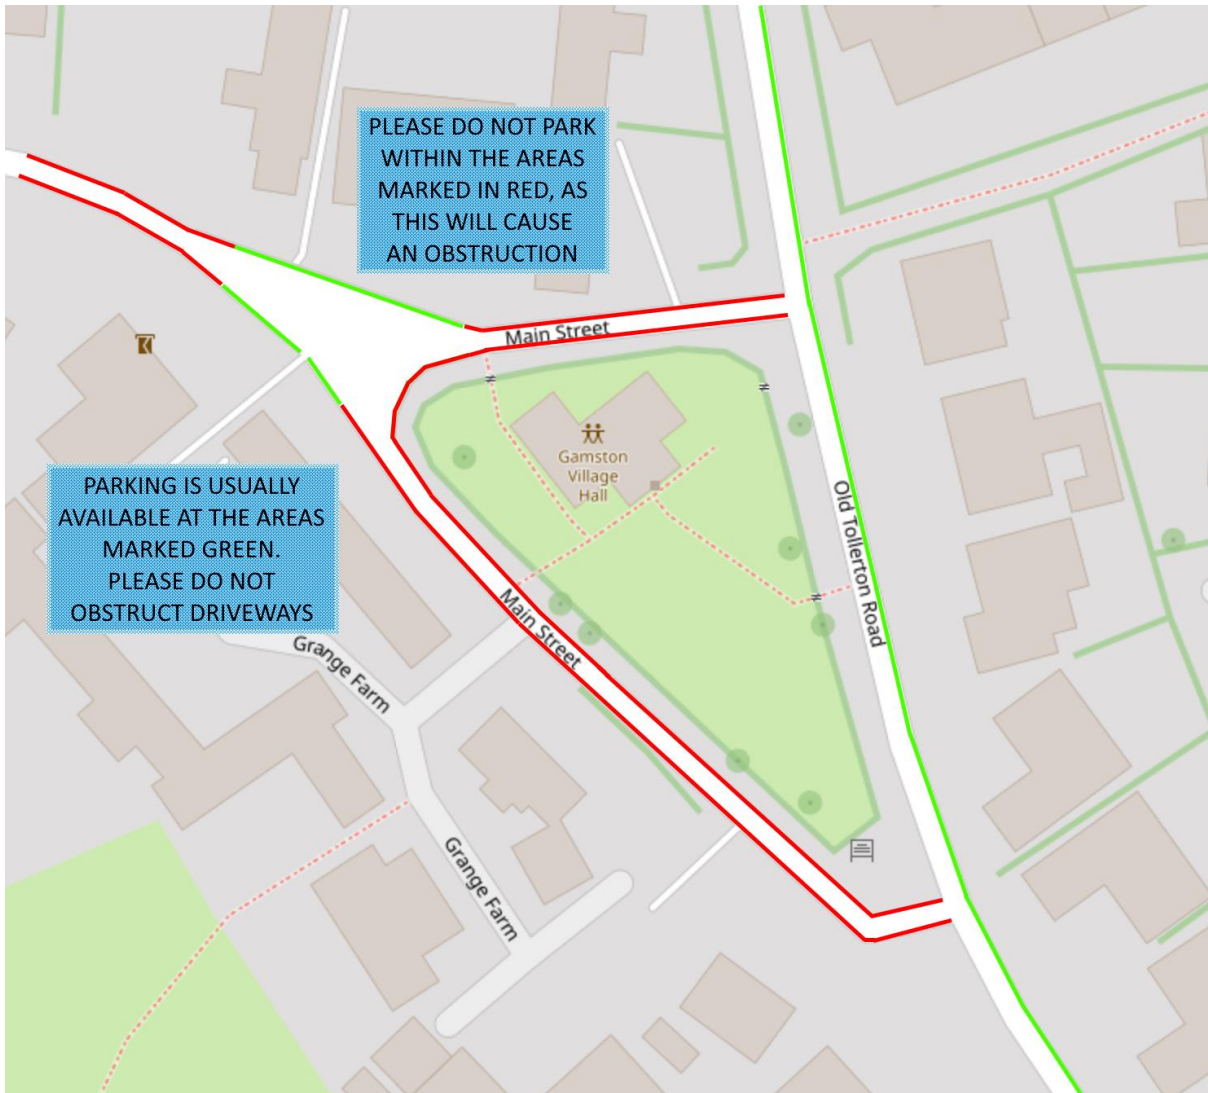 PLEASE DO NOT PARK
WITHIN THE AREAS
MARKED IN RED, AS
THIS WILL CAUSE
AN OBSTRUCTION
Main Street
Gamston
Village
Hall
PARKING IS USUALLY
AVAILABLE AT THE AREAS
MARKED GREEN.
PLEASE DO NOT
OBSTRUCT DRIVEWAYS
Old Tollerton Road
Main Street
Grange Farm
Grange Farm